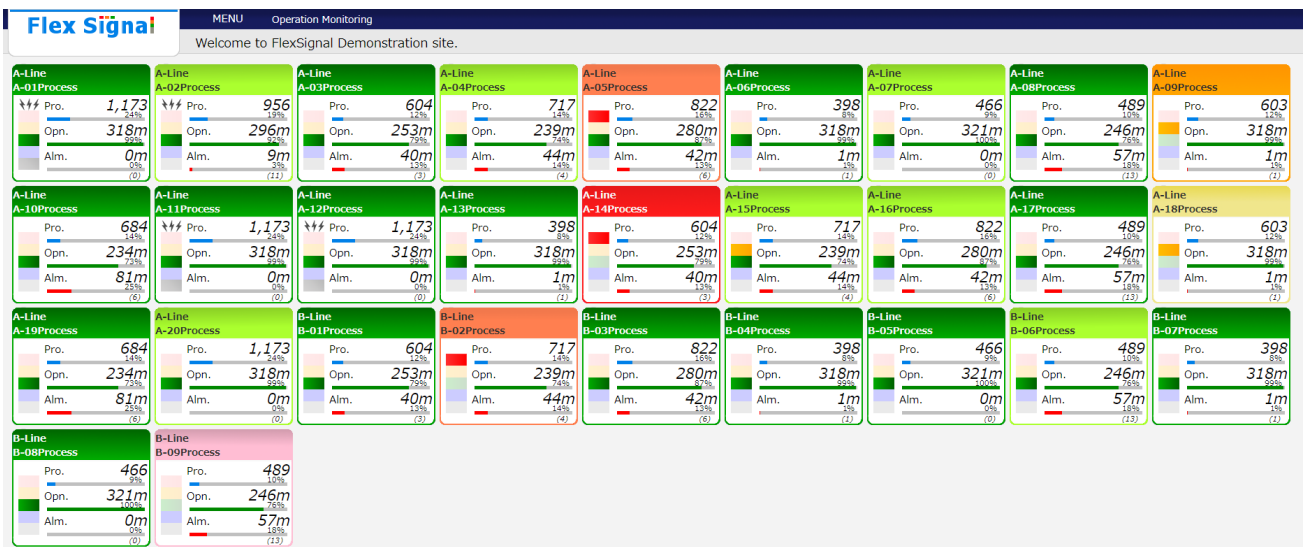 Flex Signal
MENU Operation Monitoring
Welcome to FlexSignal Demonstration site.
A-Line
A-01Process
Pro. 1,173
24%
Opn. 318m
99%
Alm. 0m
0%
(0)
A-Line
A-02Process
Pro. 956
19%
Opn. 296m
92%
Alm. 9m
3%
(11)
A-Line
A-03Process
Pro. 604
12%
Opn. 253m
79%
Alm. 40m
13%
(3)
A-Line
A-04Process
Pro. 717
14%
Opn. 239m
74%
Alm. 44m
14%
(4)
A-Line
A-05Process
Pro. 822
16%
Opn. 280m
87%
Alm. 42m
13%
(6)
A-Line
A-06Process
Pro. 398
8%
Opn. 318m
99%
Alm. 1m
1%
(1)
A-Line
A-07Process
Pro. 466
9%
Opn. 321m
100%
Alm. 0m
0%
(0)
A-Line
A-08Process
Pro. 489
10%
Opn. 246m
76%
Alm. 57m
18%
(13)
A-Line
A-09Process
Pro. 603
12%
Opn. 318m
99%
Alm. 1m
1%
(1)
A-Line
A-10Process
Pro. 684
14%
Opn. 234m
73%
Alm. 81m
25%
(6)
A-Line
A-11Process
Pro. 1,173
24%
Opn. 318m
99%
Alm. 0m
0%
(0)
A-Line
A-12Process
Pro. 1,173
24%
Opn. 318m
99%
Alm. 0m
0%
(0)
A-Line
A-13Process
Pro. 398
8%
Opn. 318m
99%
Alm. 1m
1%
(1)
A-Line
A-14Process
Pro. 604
12%
Opn. 253m
79%
Alm. 40m
13%
(3)
A-Line
A-15Process
Pro. 717
14%
Opn. 239m
74%
Alm. 44m
14%
(4)
A-Line
A-16Process
Pro. 822
16%
Opn. 280m
87%
Alm. 42m
13%
(6)
A-Line
A-17Process
Pro. 489
10%
Opn. 246m
76%
Alm. 57m
18%
(13)
A-Line
A-18Process
Pro. 603
12%
Opn. 318m
99%
Alm. 1m
1%
(1)
A-Line
A-19Process
Pro. 684
14%
Opn. 234m
73%
Alm. 81m
25%
(6)
A-Line
A-20Process
Pro. 1,173
24%
Opn. 318m
99%
Alm. 0m
0%
(0)
B-Line
B-01Process
Pro. 604
12%
Opn. 253m
79%
Alm. 40m
13%
(3)
B-Line
B-02Process
Pro. 717
14%
Opn. 239m
74%
Alm. 44m
14%
(4)
B-Line
B-03Process
Pro. 822
16%
Opn. 280m
87%
Alm. 42m
13%
(6)
B-Line
B-04Process
Pro. 398
8%
Opn. 318m
99%
Alm. 1m
1%
(1)
B-Line
B-05Process
Pro. 466
9%
Opn. 321m
100%
Alm. 0m
0%
(0)
B-Line
B-06Process
Pro. 489
10%
Opn. 246m
76%
Alm. 57m
18%
(13)
B-Line
B-07Process
Pro. 398
8%
Opn. 318m
99%
Alm. 1m
1%
(1)
B-Line
B-08Process
Pro. 466
9%
Opn. 321m
100%
Alm. 0m
0%
(0)
B-Line
B-09Process
Pro. 489
10%
Opn. 246m
76%
Alm. 57m
18%
(13)